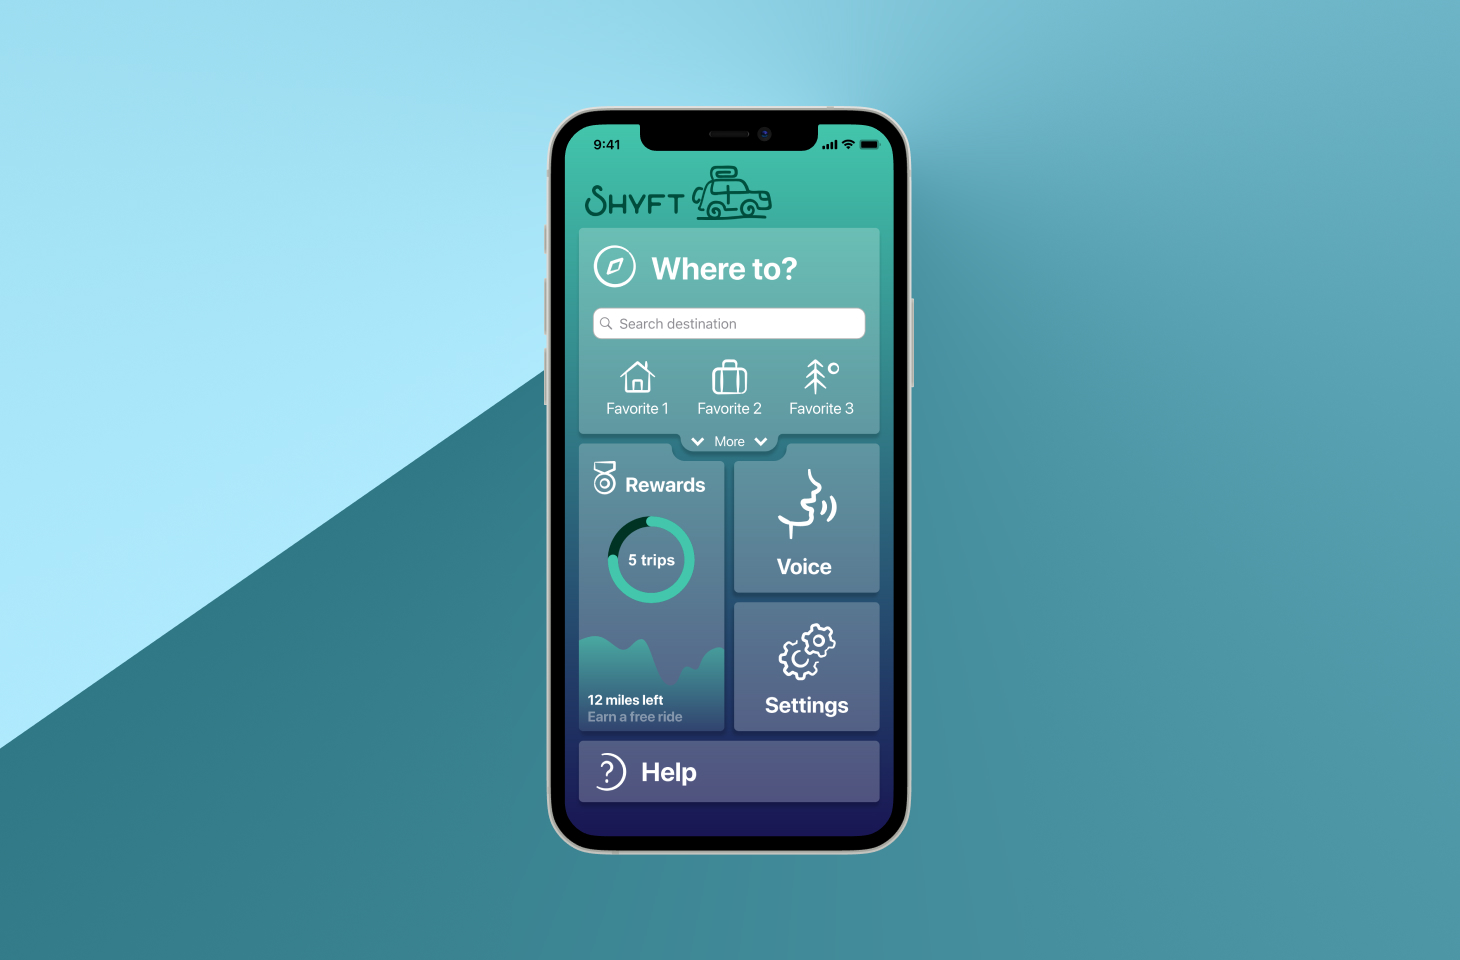 9:41
SHYFT
Where to?
Search destination
Favorite 1 Favorite 2 Favorite 3
More
Rewards
5 trips
Voice
Settings
12 miles left
Earn a free ride
Help